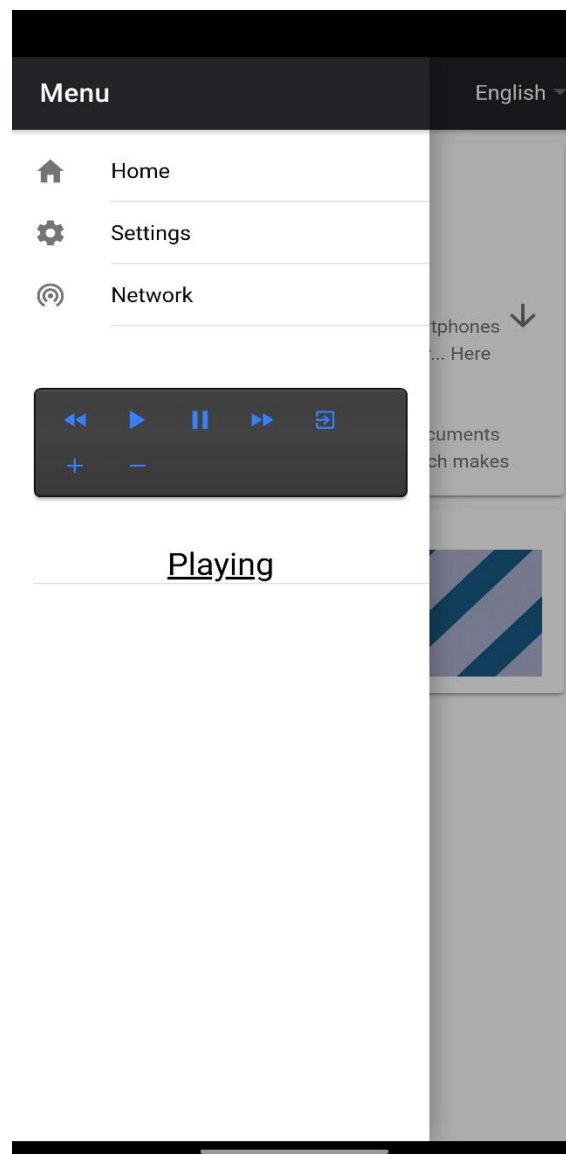 Menu
English
Home
Settings
Network
tphones
... Here
cuments
ch makes
Playing